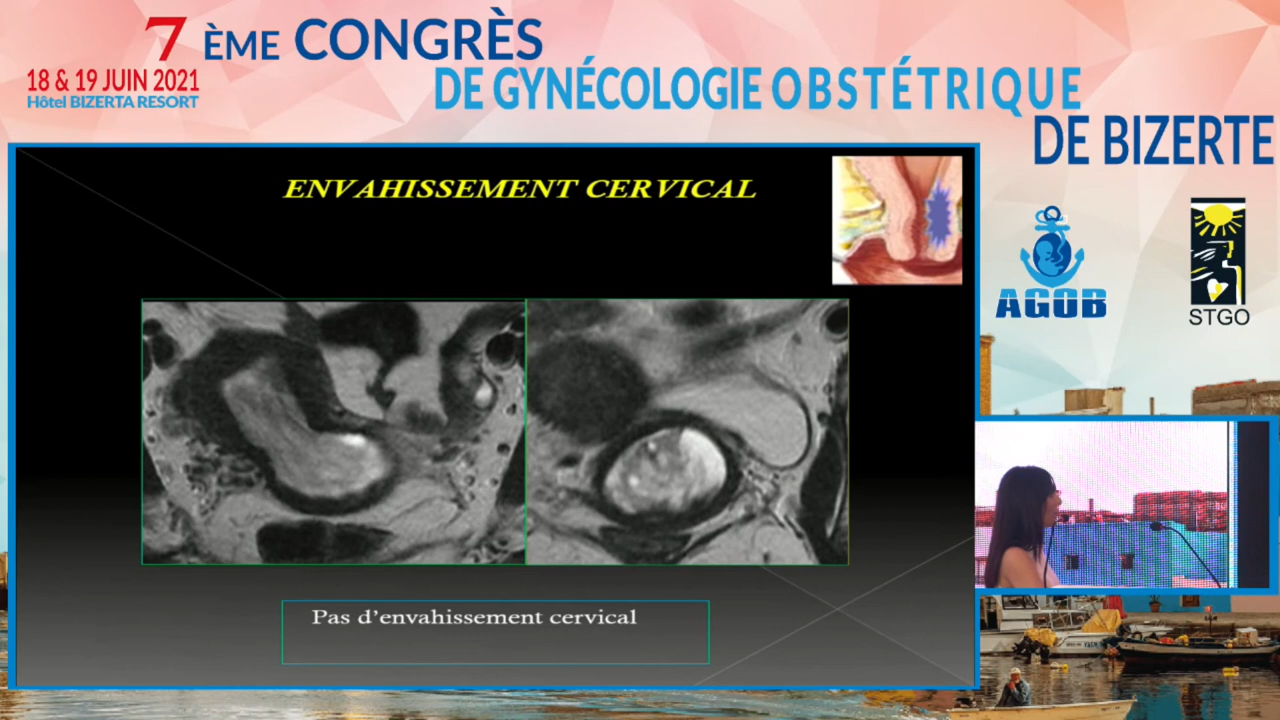 7 ÈME CONGRÈS
18 & 19 JUIN 2021
DE GYNÉCOLOGIE OBSTÉTRIQUE
Hôtel BIZERTA RESORT
DE BIZERTE
ENVAHISSEMENT CERVICAL
AGOB
STGO
Pas d'envahissement cervical